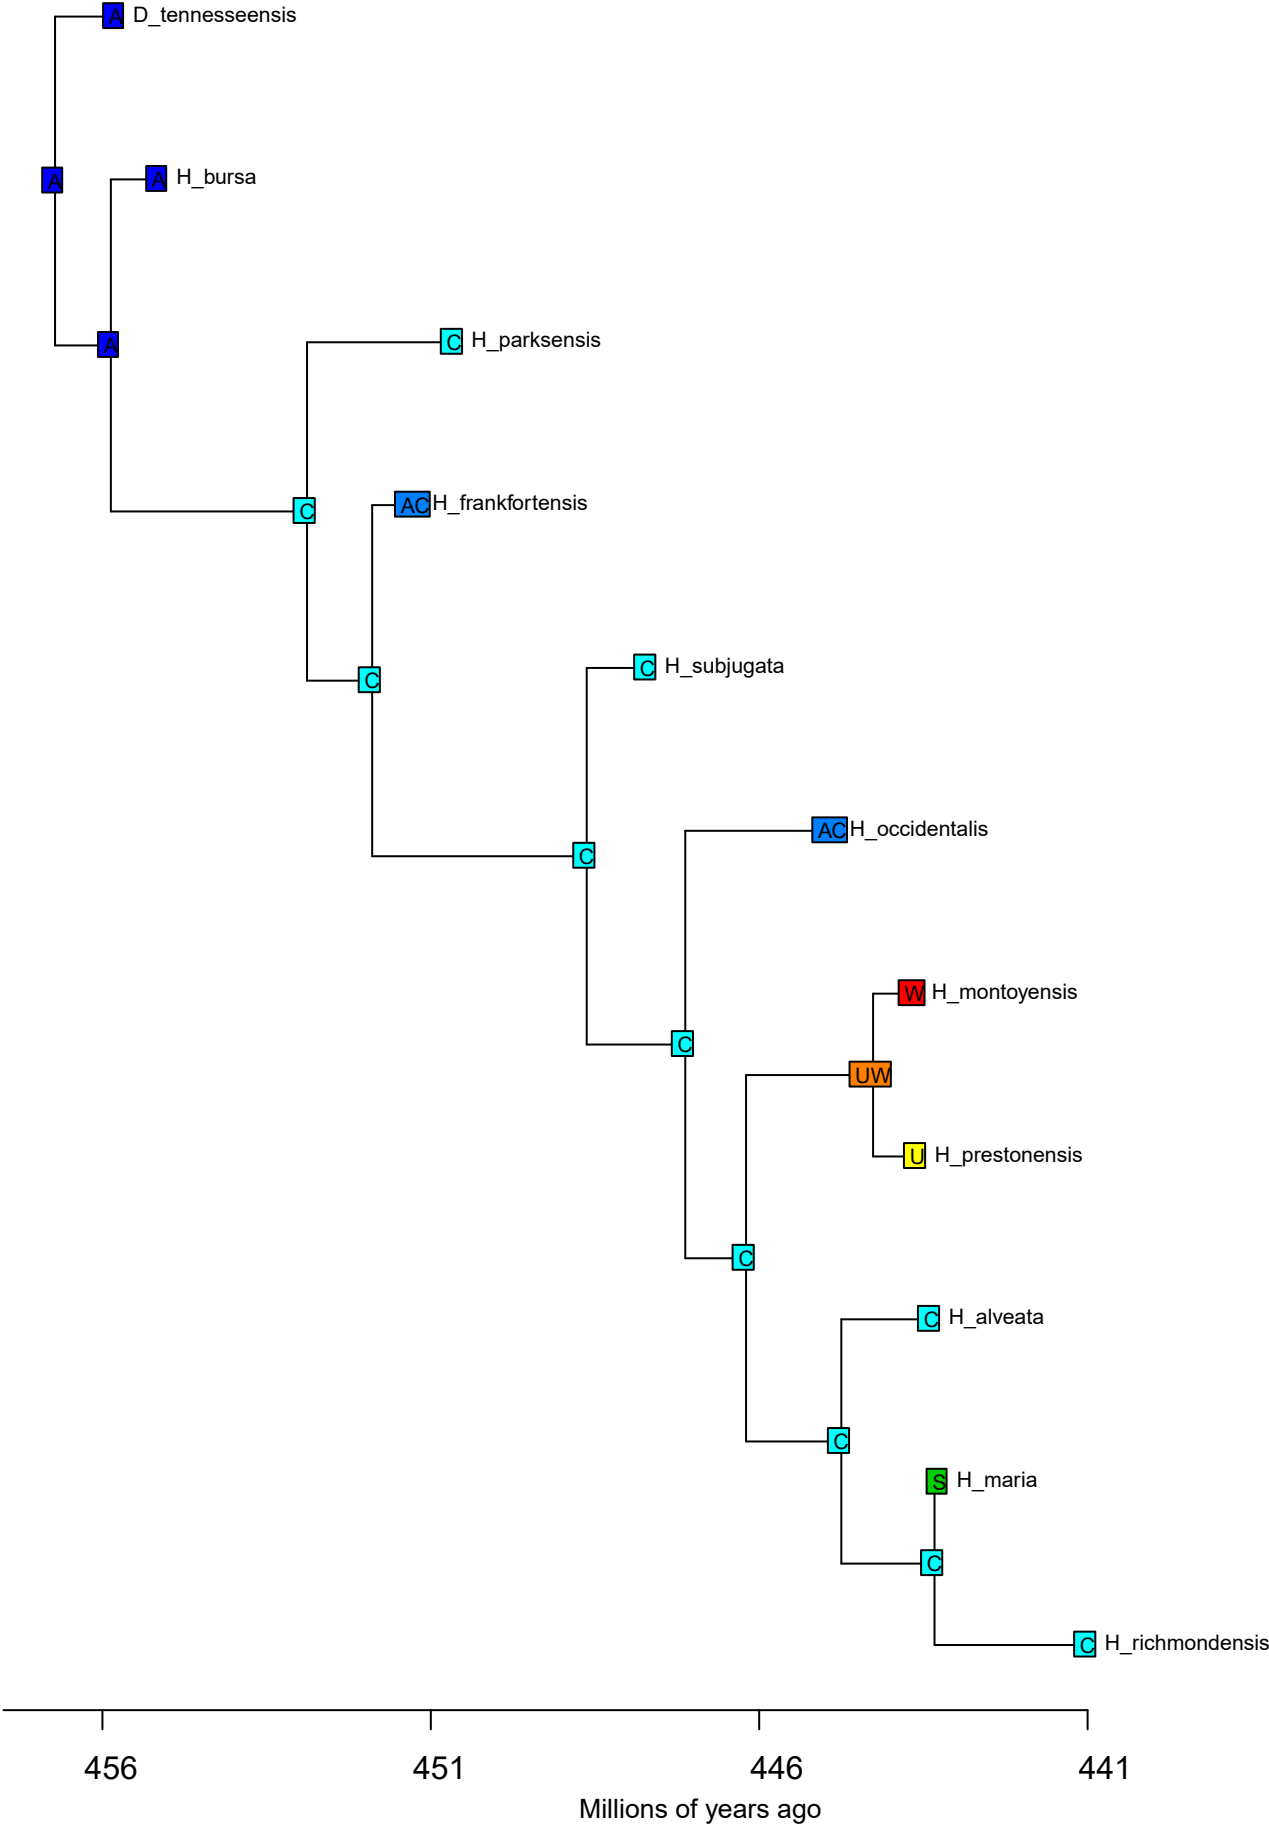 A D_tennesseensis
A H_bursa
A
A
C H_parksensis
AC H_frankfortensis
C
C H_subjugata
C
AC H_occidentalis
C
W H_montoyensis
C
UW
U H_prestonensis
C
C H_alveata
C
S H_maria
C
C H_richmondensis
456 451 446 441
Millions of years ago